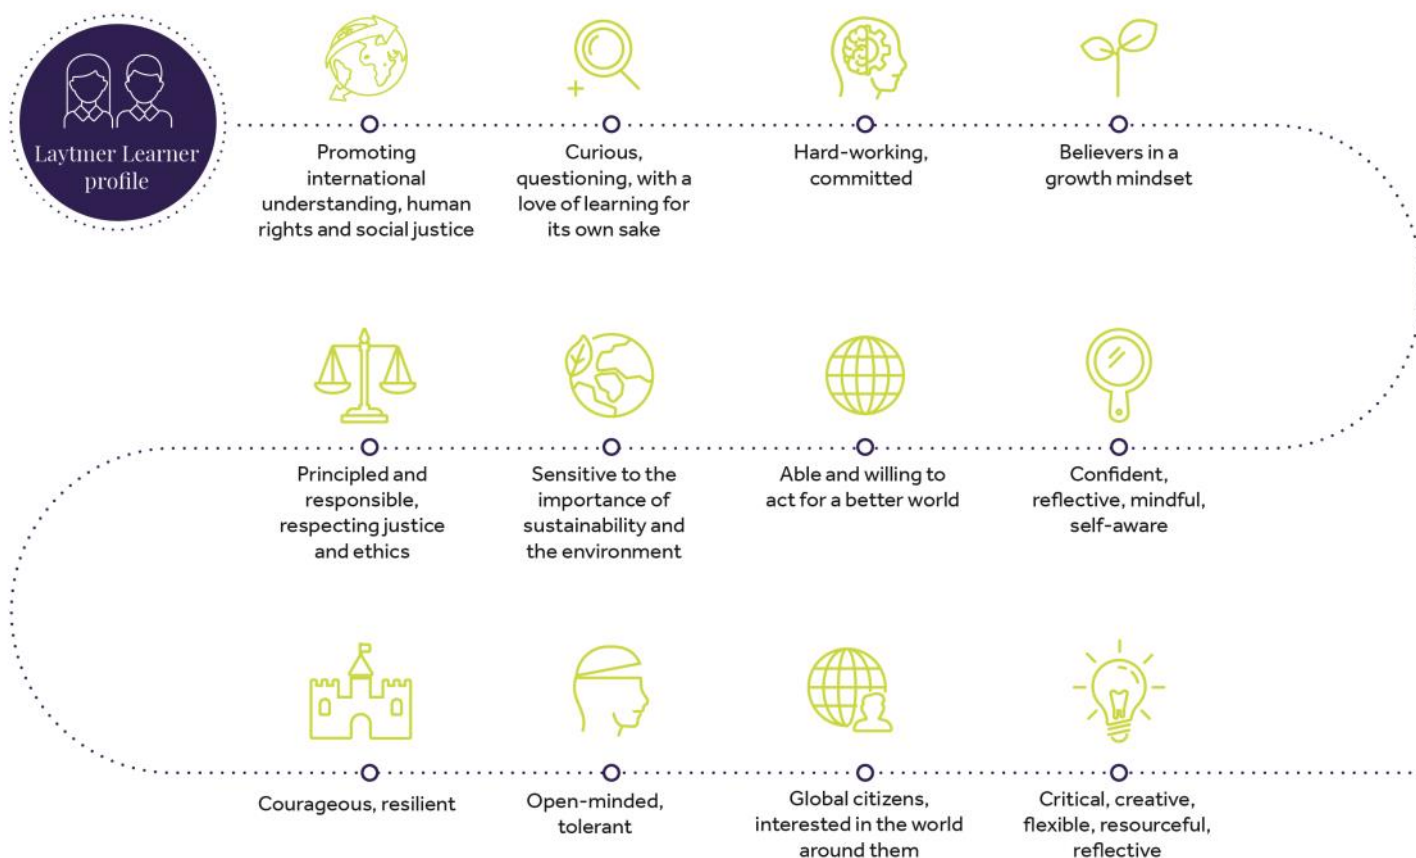 Laytmer Learner
profile
Promoting
international
understanding, human
rights and social justice
Curious,
questioning, with a
love of learning for
its own sake
Hard-working,
committed
Believers in a
growth mindset
Principled and
responsible,
respecting justice
and ethics
Sensitive to the
importance of
sustainability and
the environment
Able and willing to
act for a better world
Confident,
reflective, mindful,
self-aware
Courageous, resilient
Open-minded,
tolerant
Global citizens,
interested in the world
around them
Critical, creative,
flexible, resourceful,
reflective